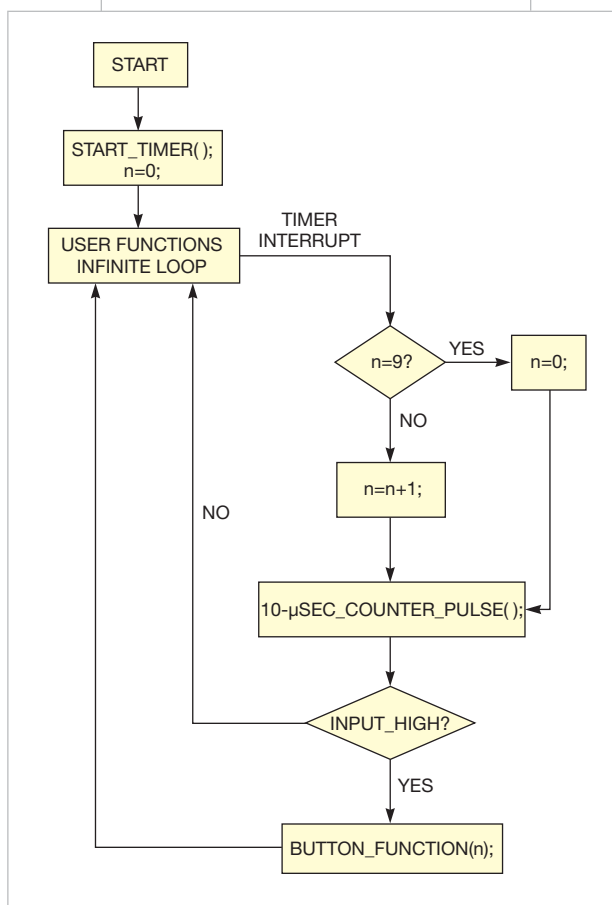 START
START_TIMER( );
n=0;
USER FUNCTIONS
INFINITE LOOP
TIMER
INTERRUPT
n=9?
YES
n=0;
NO
n=n+1;
NO
10-µSEC_COUNTER_PULSE( );
INPUT_HIGH?
YES
BUTTON_FUNCTION(n);